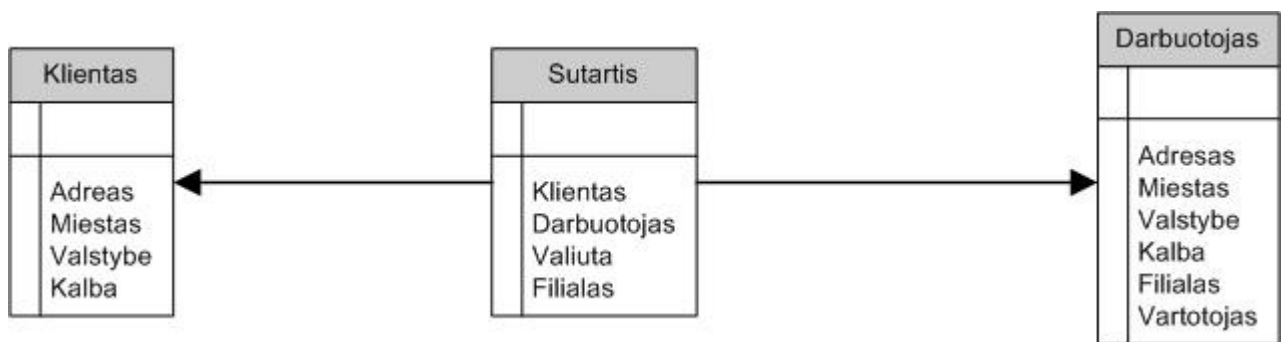 Klientas
Adreas
Miestas
Valstybe
Kalba
Sutartis
Klientas
Darbuotojas
Valiuta
Filialas
Darbuotojas
Adresas
Miestas
Valstybe
Kalba
Filialas
Vartotojas